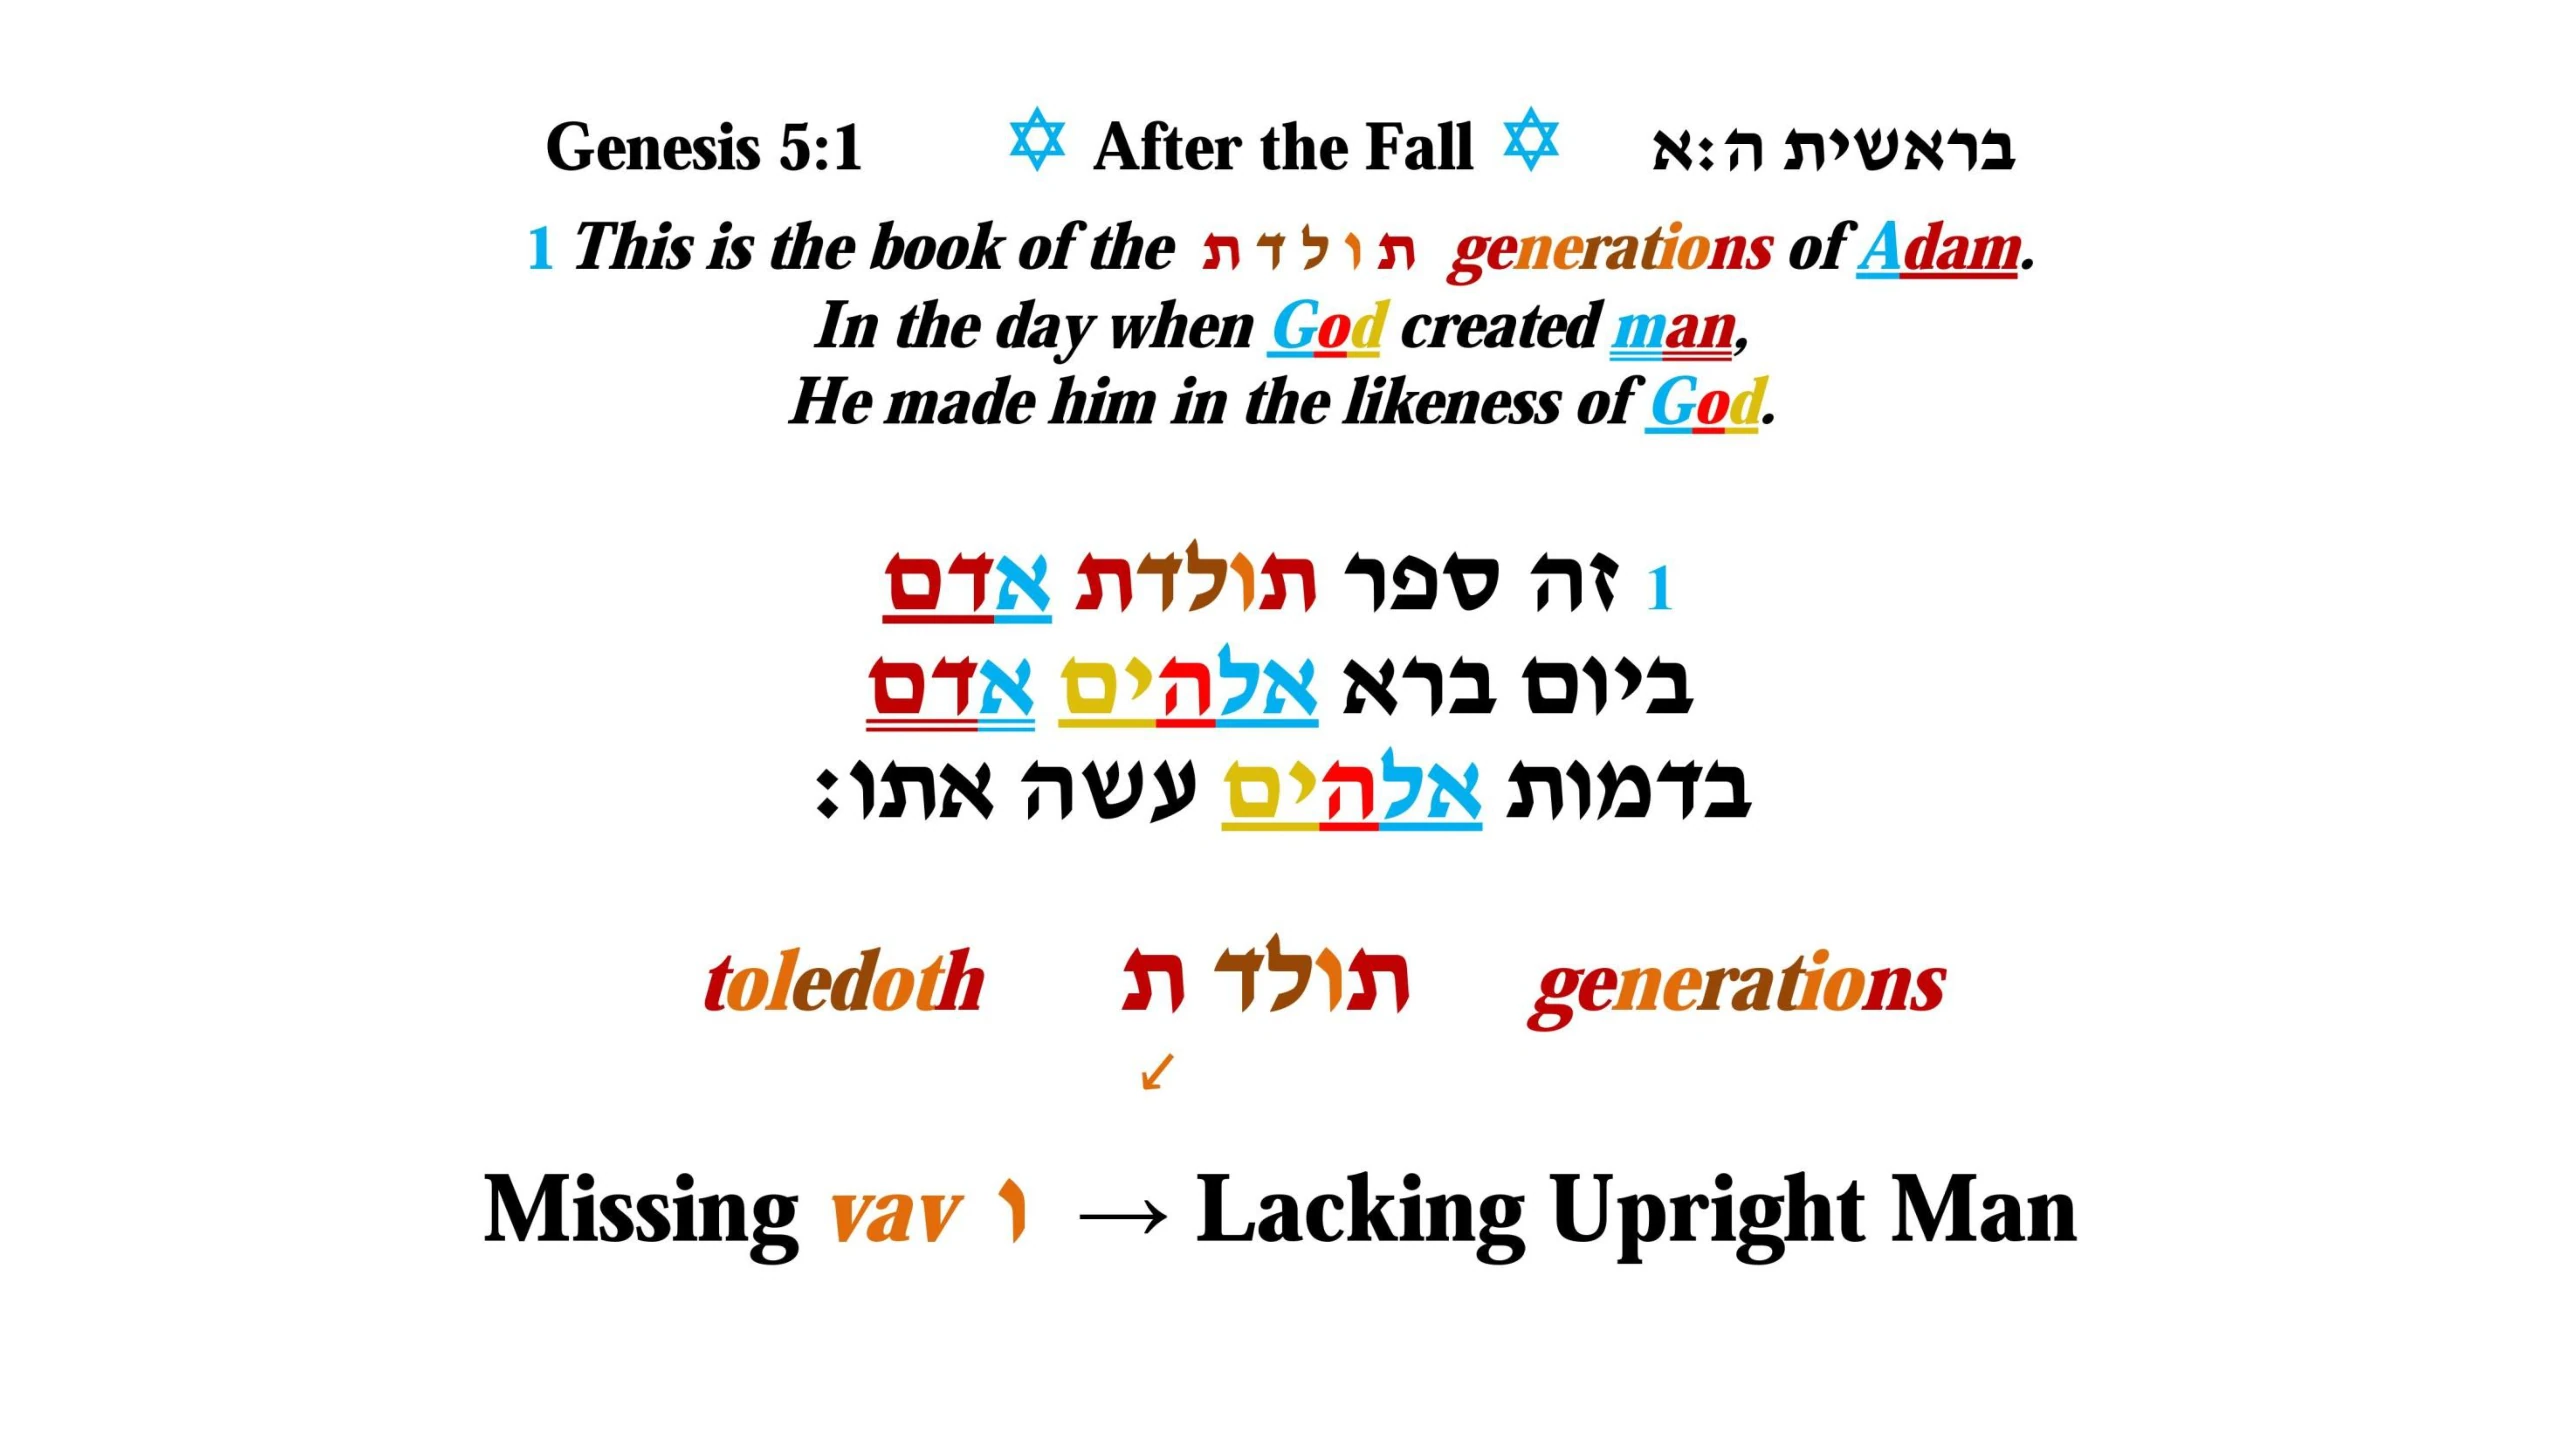 Genesis 5:1 ✡ After the Fall ✡ בראשית ה:א
1 This is the book of the ת ו ל ד ת generations of Adam.
In the day when God created man,
He made him in the likeness of God.
1 זה ספר תולדת אדם
ביום ברא אלהים אדם
בדמות אלהים עשה אתו:
toledoth תולד ת generations
↙
Missing vav ו → Lacking Upright Man